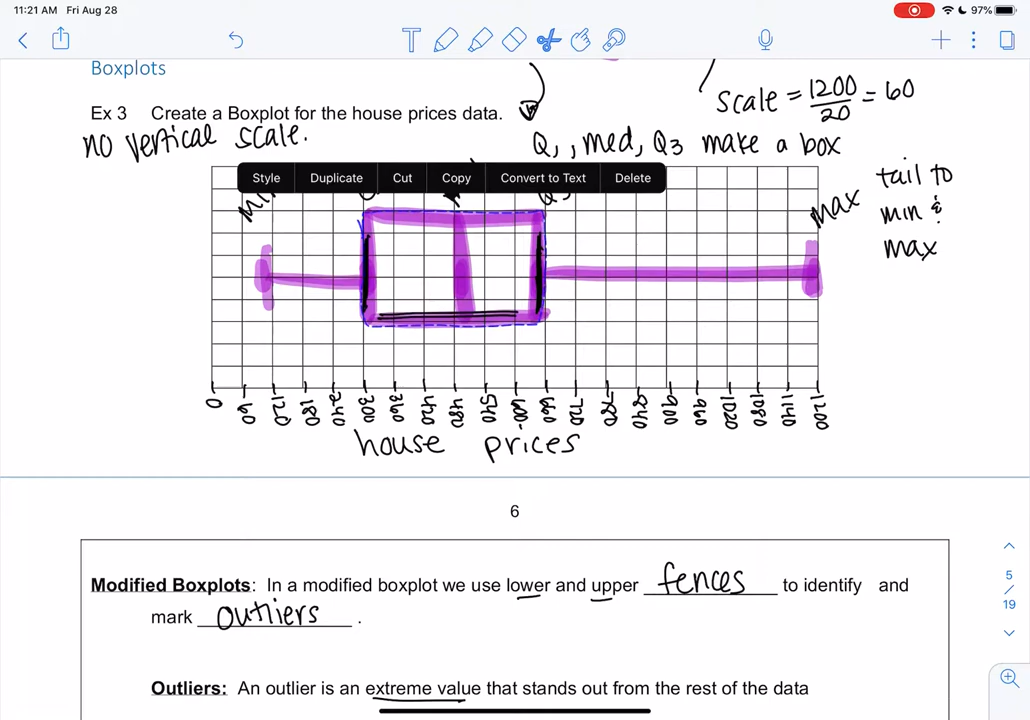 11:21 AM Fri Aug 28
97%
Boxplots
scale = 1200/20 = 60
Ex 3 Create a Boxplot for the house prices data.
no vertical scale.
Q1, med, Q3 make a box
Style Duplicate Cut Copy Convert to Text Delete
max
tail to
min &
max
0 60 120 180 240 300 360 420 480 540 600 660 720 780 840 900 960 1020 1080 1140 1200
house prices
6
Modified Boxplots: In a modified boxplot we use lower and upper fences to identify and
mark outliers.
Outliers: An outlier is an extreme value that stands out from the rest of the data
5
/
19